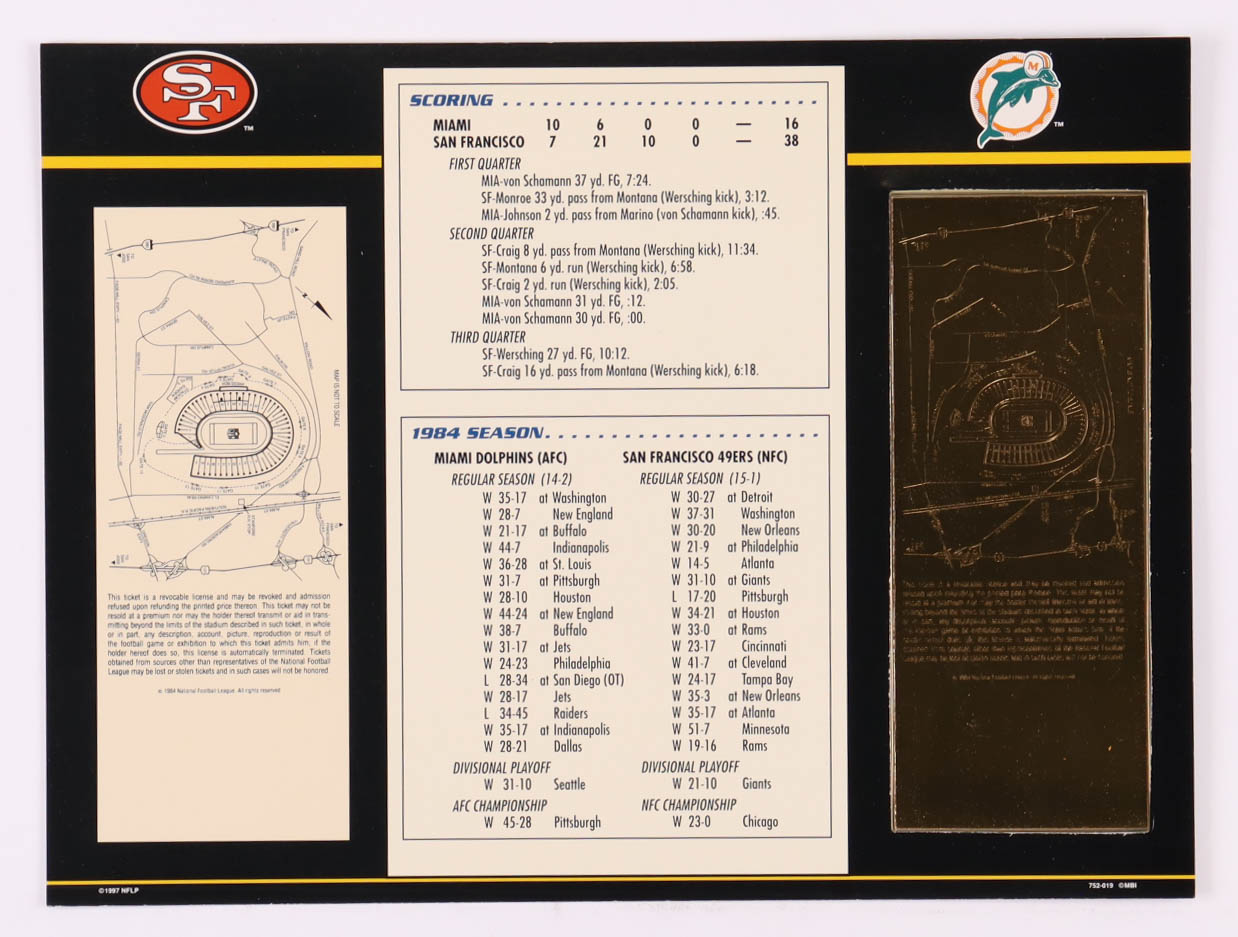 SF
TM
M
TM
SCORING . . . . . . . . . . . . . . . . . . . . . . . . .
MIAMI 10 6 0 0 — 16
SAN FRANCISCO 7 21 10 0 — 38
FIRST QUARTER
MIA-von Schamann 37 yd. FG, 7:24.
SF-Monroe 33 yd. pass from Montana (Wersching kick), 3:12.
MIA-Johnson 2 yd. pass from Marino (von Schamann kick), :45.
SECOND QUARTER
SF-Craig 8 yd. pass from Montana (Wersching kick), 11:34.
SF-Montana 6 yd. run (Wersching kick), 6:58.
SF-Craig 2 yd. run (Wersching kick), 2:05.
MIA-von Schamann 31 yd. FG, :12.
MIA-von Schamann 30 yd. FG, :00.
THIRD QUARTER
SF-Wersching 27 yd. FG, 10:12.
SF-Craig 16 yd. pass from Montana (Wersching kick), 6:18.
1984 SEASON. . . . . . . . . . . . . . . . . . . . . .
MIAMI DOLPHINS (AFC) SAN FRANCISCO 49ERS (NFC)
REGULAR SEASON (14-2) REGULAR SEASON (15-1)
W 35-17 at Washington W 30-27 at Detroit
W 28-7 New England W 37-31 Washington
W 21-17 at Buffalo W 30-20 New Orleans
W 44-7 Indianapolis W 21-9 at Philadelphia
W 36-28 at St. Louis W 14-5 Atlanta
W 31-7 at Pittsburgh W 31-10 at Giants
W 28-10 Houston L 17-20 Pittsburgh
W 44-24 at New England W 34-21 at Houston
W 38-7 Buffalo W 33-0 at Rams
W 31-17 at Jets W 23-17 Cincinnati
W 24-23 Philadelphia W 41-7 at Cleveland
L 28-34 at San Diego (OT) W 24-17 Tampa Bay
W 28-17 Jets W 35-3 at New Orleans
L 34-45 Raiders W 35-17 at Atlanta
W 35-17 at Indianapolis W 51-7 Minnesota
W 28-21 Dallas W 19-16 Rams
DIVISIONAL PLAYOFF DIVISIONAL PLAYOFF
W 31-10 Seattle W 21-10 Giants
AFC CHAMPIONSHIP NFC CHAMPIONSHIP
W 45-28 Pittsburgh W 23-0 Chicago
MAP IS NOT TO SCALE
This ticket is a revocable license and may be revoked and admission
refused upon refunding the printed price thereon. This ticket may not be
resold at a premium nor may the holder thereof transmit or aid in trans-
mitting beyond the limits of the stadium described in such ticket, in whole
or in part, any description, account, picture, reproduction or result of
the football game or exhibition to which this ticket admits him; if the
holder hereof does so, this license is automatically terminated. Tickets
obtained from sources other than representatives of the National Football
League may be lost or stolen tickets and in such cases will not be honored.
© 1984 National Football League. All rights reserved
©1997 NFLP
752-019 ©MBI